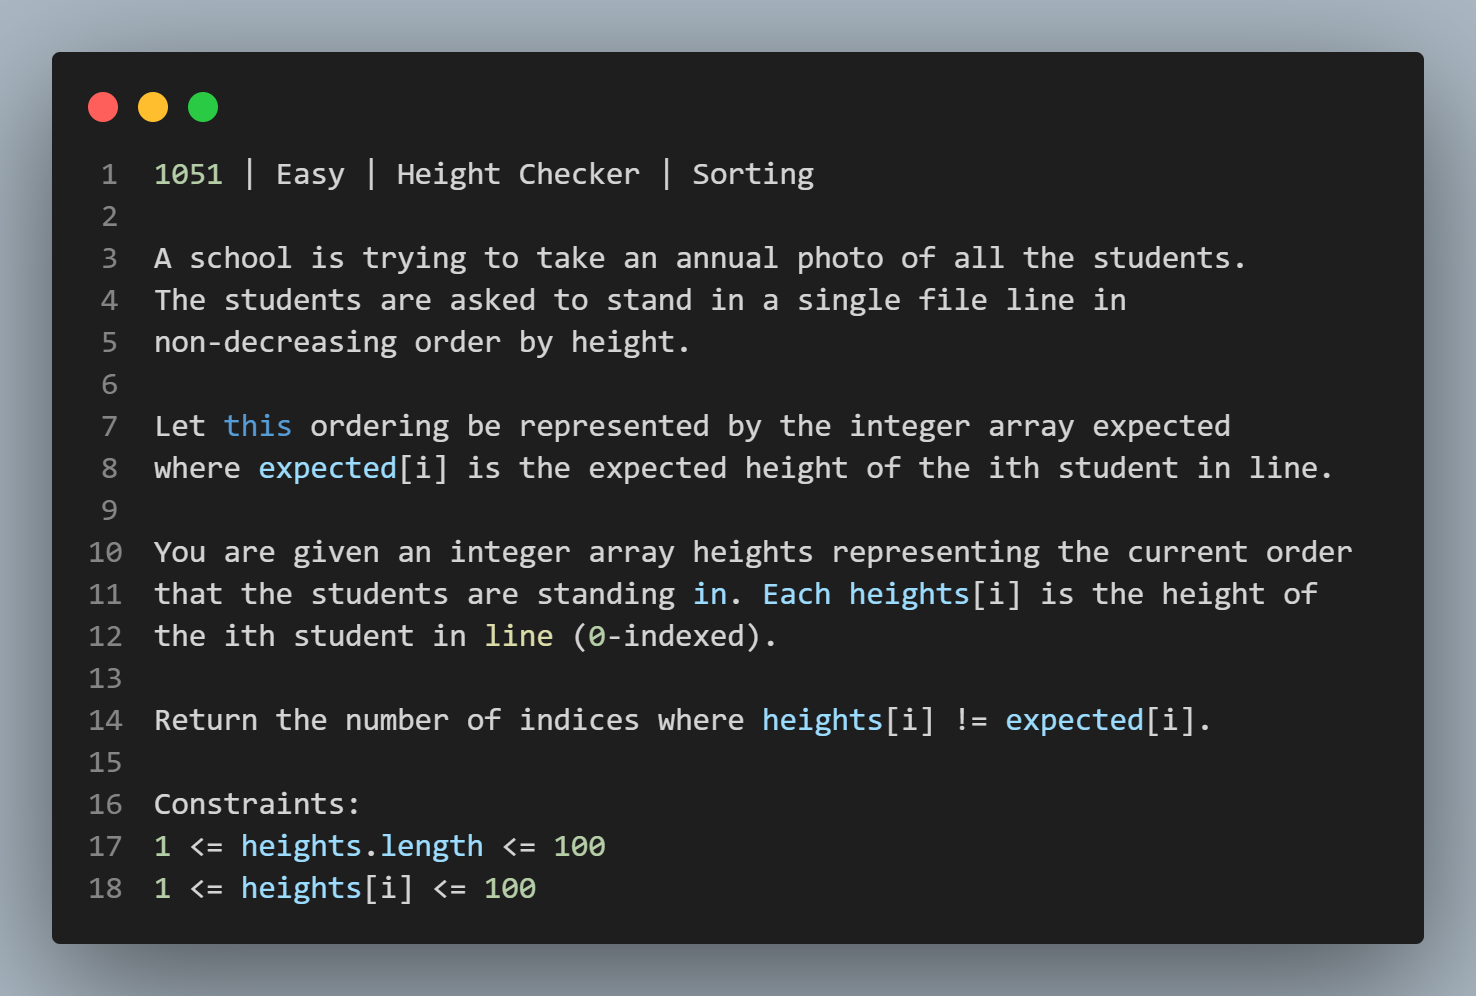 1 1051 | Easy | Height Checker | Sorting
2
3 A school is trying to take an annual photo of all the students.
4 The students are asked to stand in a single file line in
5 non-decreasing order by height.
6
7 Let this ordering be represented by the integer array expected
8 where expected[i] is the expected height of the ith student in line.
9
10 You are given an integer array heights representing the current order
11 that the students are standing in. Each heights[i] is the height of
12 the ith student in line (0-indexed).
13
14 Return the number of indices where heights[i] != expected[i].
15
16 Constraints:
17 1 <= heights.length <= 100
18 1 <= heights[i] <= 100